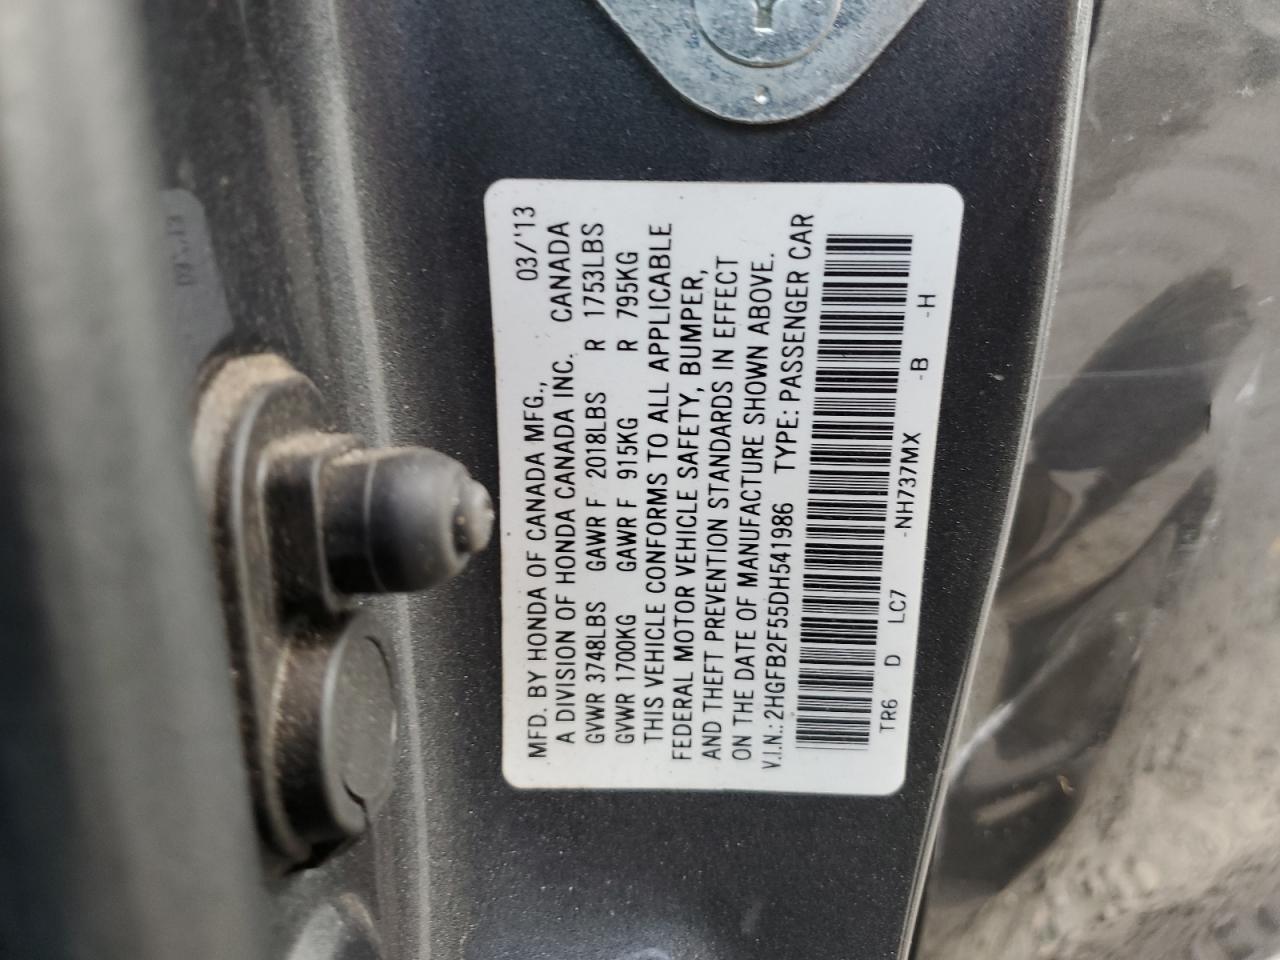 MFD. BY HONDA OF CANADA MFG., 03/'13
A DIVISION OF HONDA CANADA INC. CANADA
GVWR 3748LBS GAWR F 2018LBS R 1753LBS
GVWR 1700KG GAWR F 915KG R 795KG
THIS VEHICLE CONFORMS TO ALL APPLICABLE
FEDERAL MOTOR VEHICLE SAFETY, BUMPER,
AND THEFT PREVENTION STANDARDS IN EFFECT
ON THE DATE OF MANUFACTURE SHOWN ABOVE.
V.I.N.: 2HGFB2F55DH541986 TYPE: PASSENGER CAR
TR6 D LC7 -NH737MX -B -H